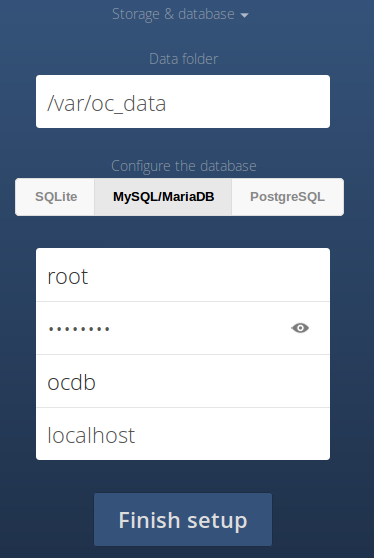 Storage & database
Data folder
/var/oc_data
Configure the database
SQLite MySQL/MariaDB PostgreSQL
root
••••••••
ocdb
localhost
Finish setup